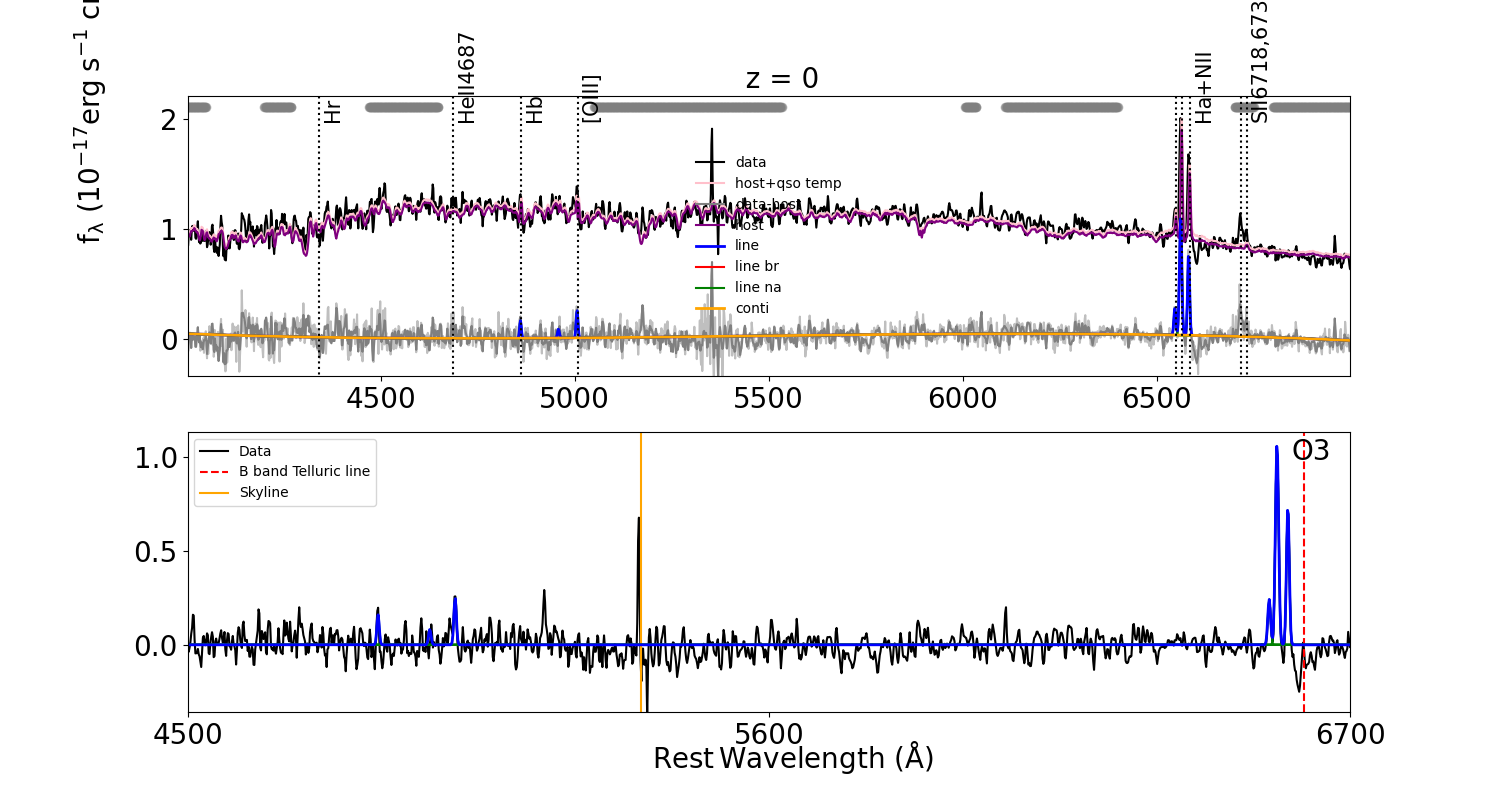 z = 0
f_λ (10^−17 erg s^−1 c
Hr
HeII4687
Hb
[OIII]
Ha+NII
SII6718,673
data
host+qso temp
data-host
host
line
line br
line na
conti
2
1
0
4500 5000 5500 6000 6500
Data
B band Telluric line
Skyline
O3
1.0
0.5
0.0
4500 5600 6700
Rest Wavelength (Å)